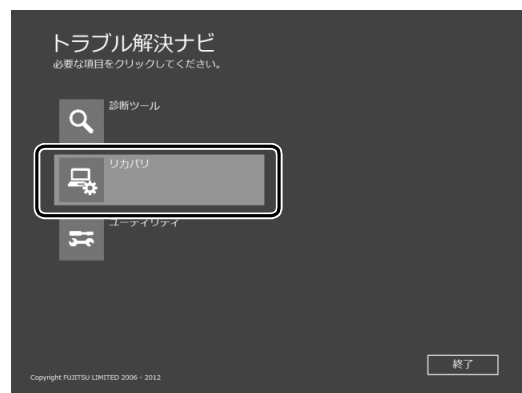 トラブル解決ナビ
必要な項目をクリックしてください。
診断ツール
リカバリ
ユーティリティ
終了
Copyright FUJITSU LIMITED 2006 - 2012